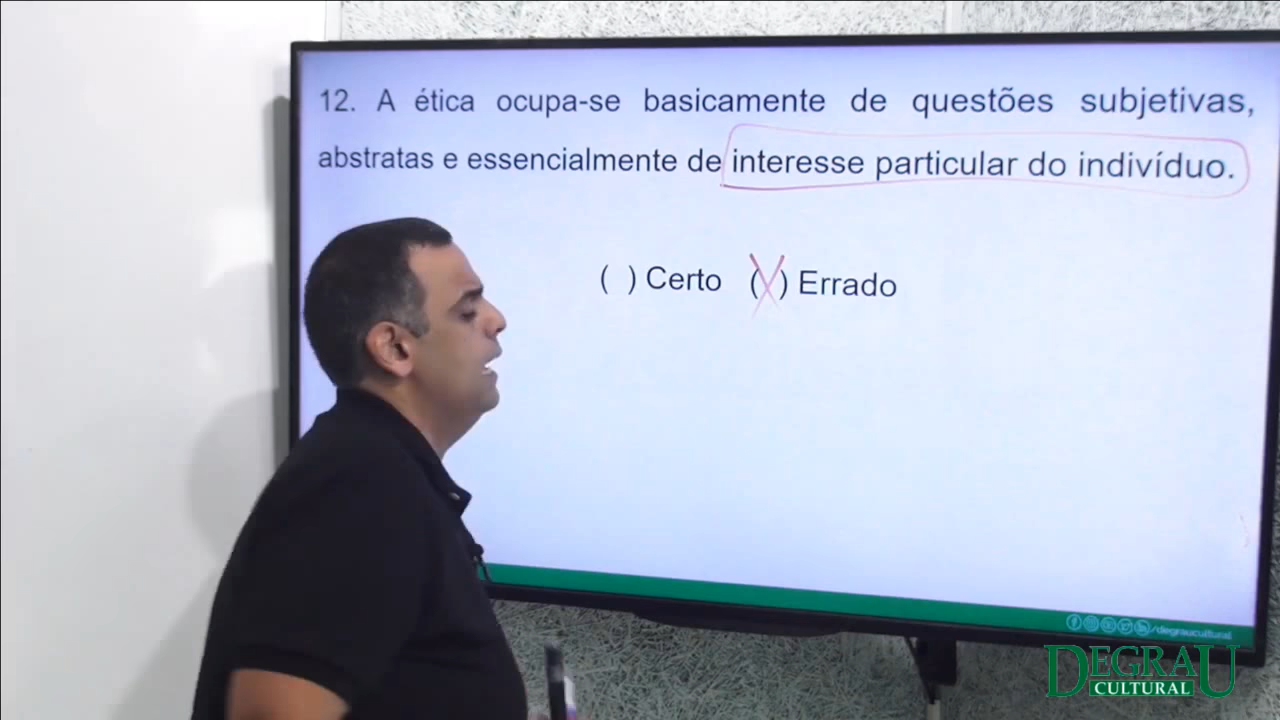 12. A ética ocupa-se basicamente de questões subjetivas,
abstratas e essencialmente de interesse particular do indivíduo.
( ) Certo (X) Errado
/degraucultural
DEGRAU
CULTURAL